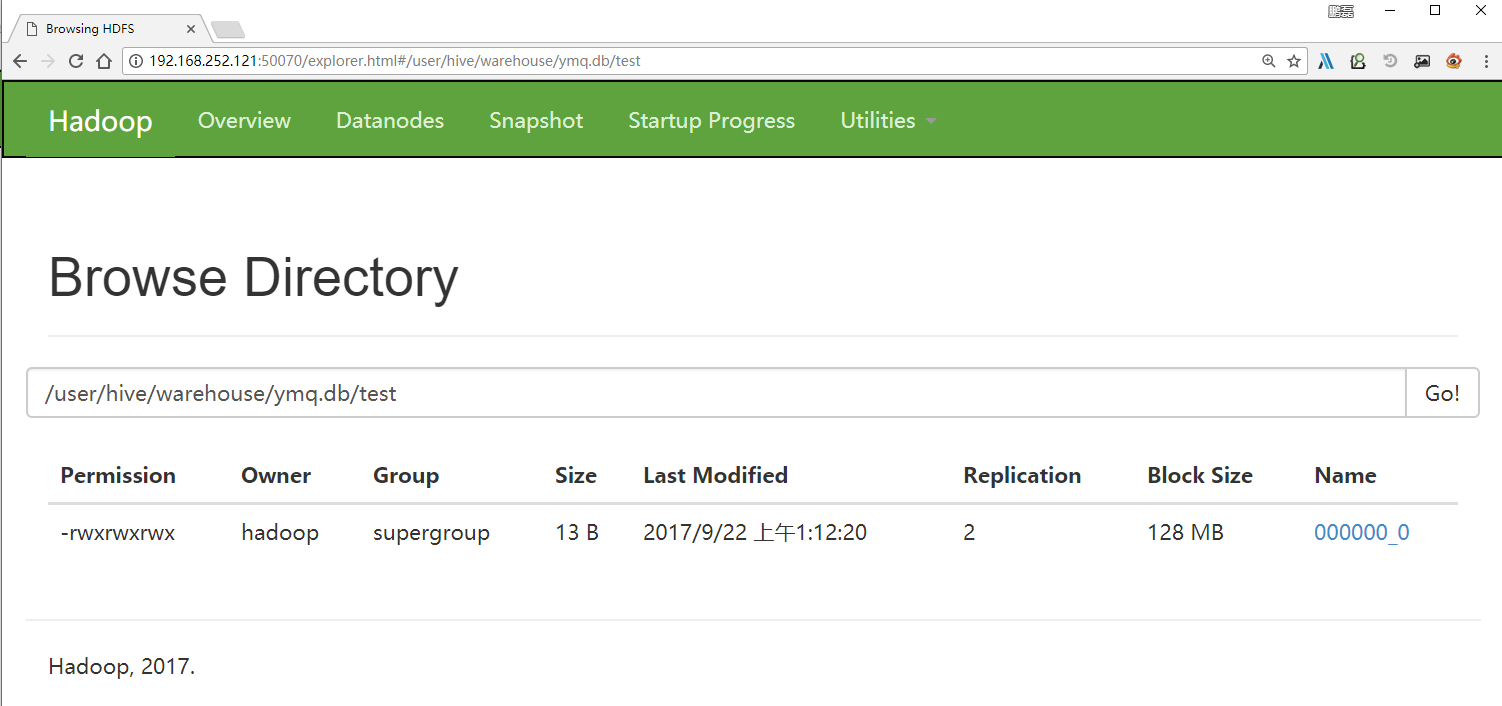 鹏磊
Browsing HDFS
192.168.252.121:50070/explorer.html#/user/hive/warehouse/ymq.db/test
Hadoop Overview Datanodes Snapshot Startup Progress Utilities
Browse Directory
/user/hive/warehouse/ymq.db/test Go!
Permission Owner Group Size Last Modified Replication Block Size Name
-rwxrwxrwx hadoop supergroup 13 B 2017/9/22 上午1:12:20 2 128 MB 000000_0
Hadoop, 2017.